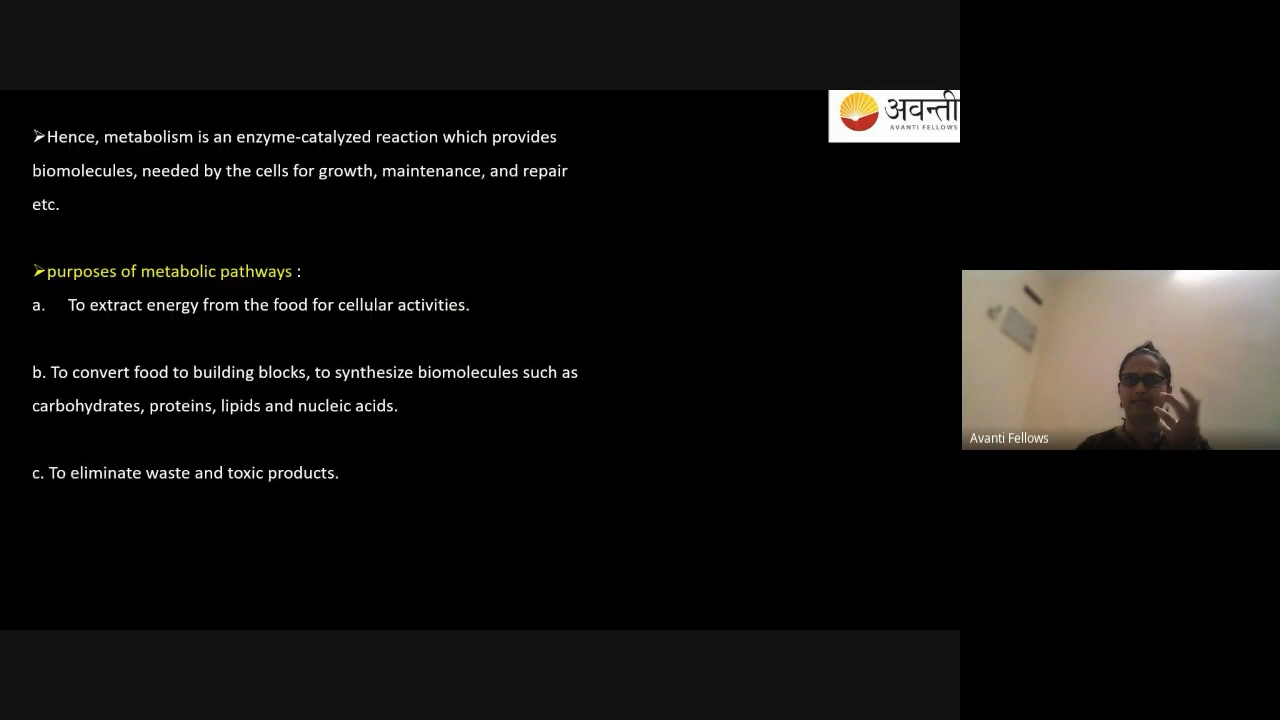 अवन्ती
AVANTI FELLOWS
➢Hence, metabolism is an enzyme-catalyzed reaction which provides
biomolecules, needed by the cells for growth, maintenance, and repair
etc.
➢purposes of metabolic pathways :
a. To extract energy from the food for cellular activities.
b. To convert food to building blocks, to synthesize biomolecules such as
carbohydrates, proteins, lipids and nucleic acids.
c. To eliminate waste and toxic products.
Avanti Fellows